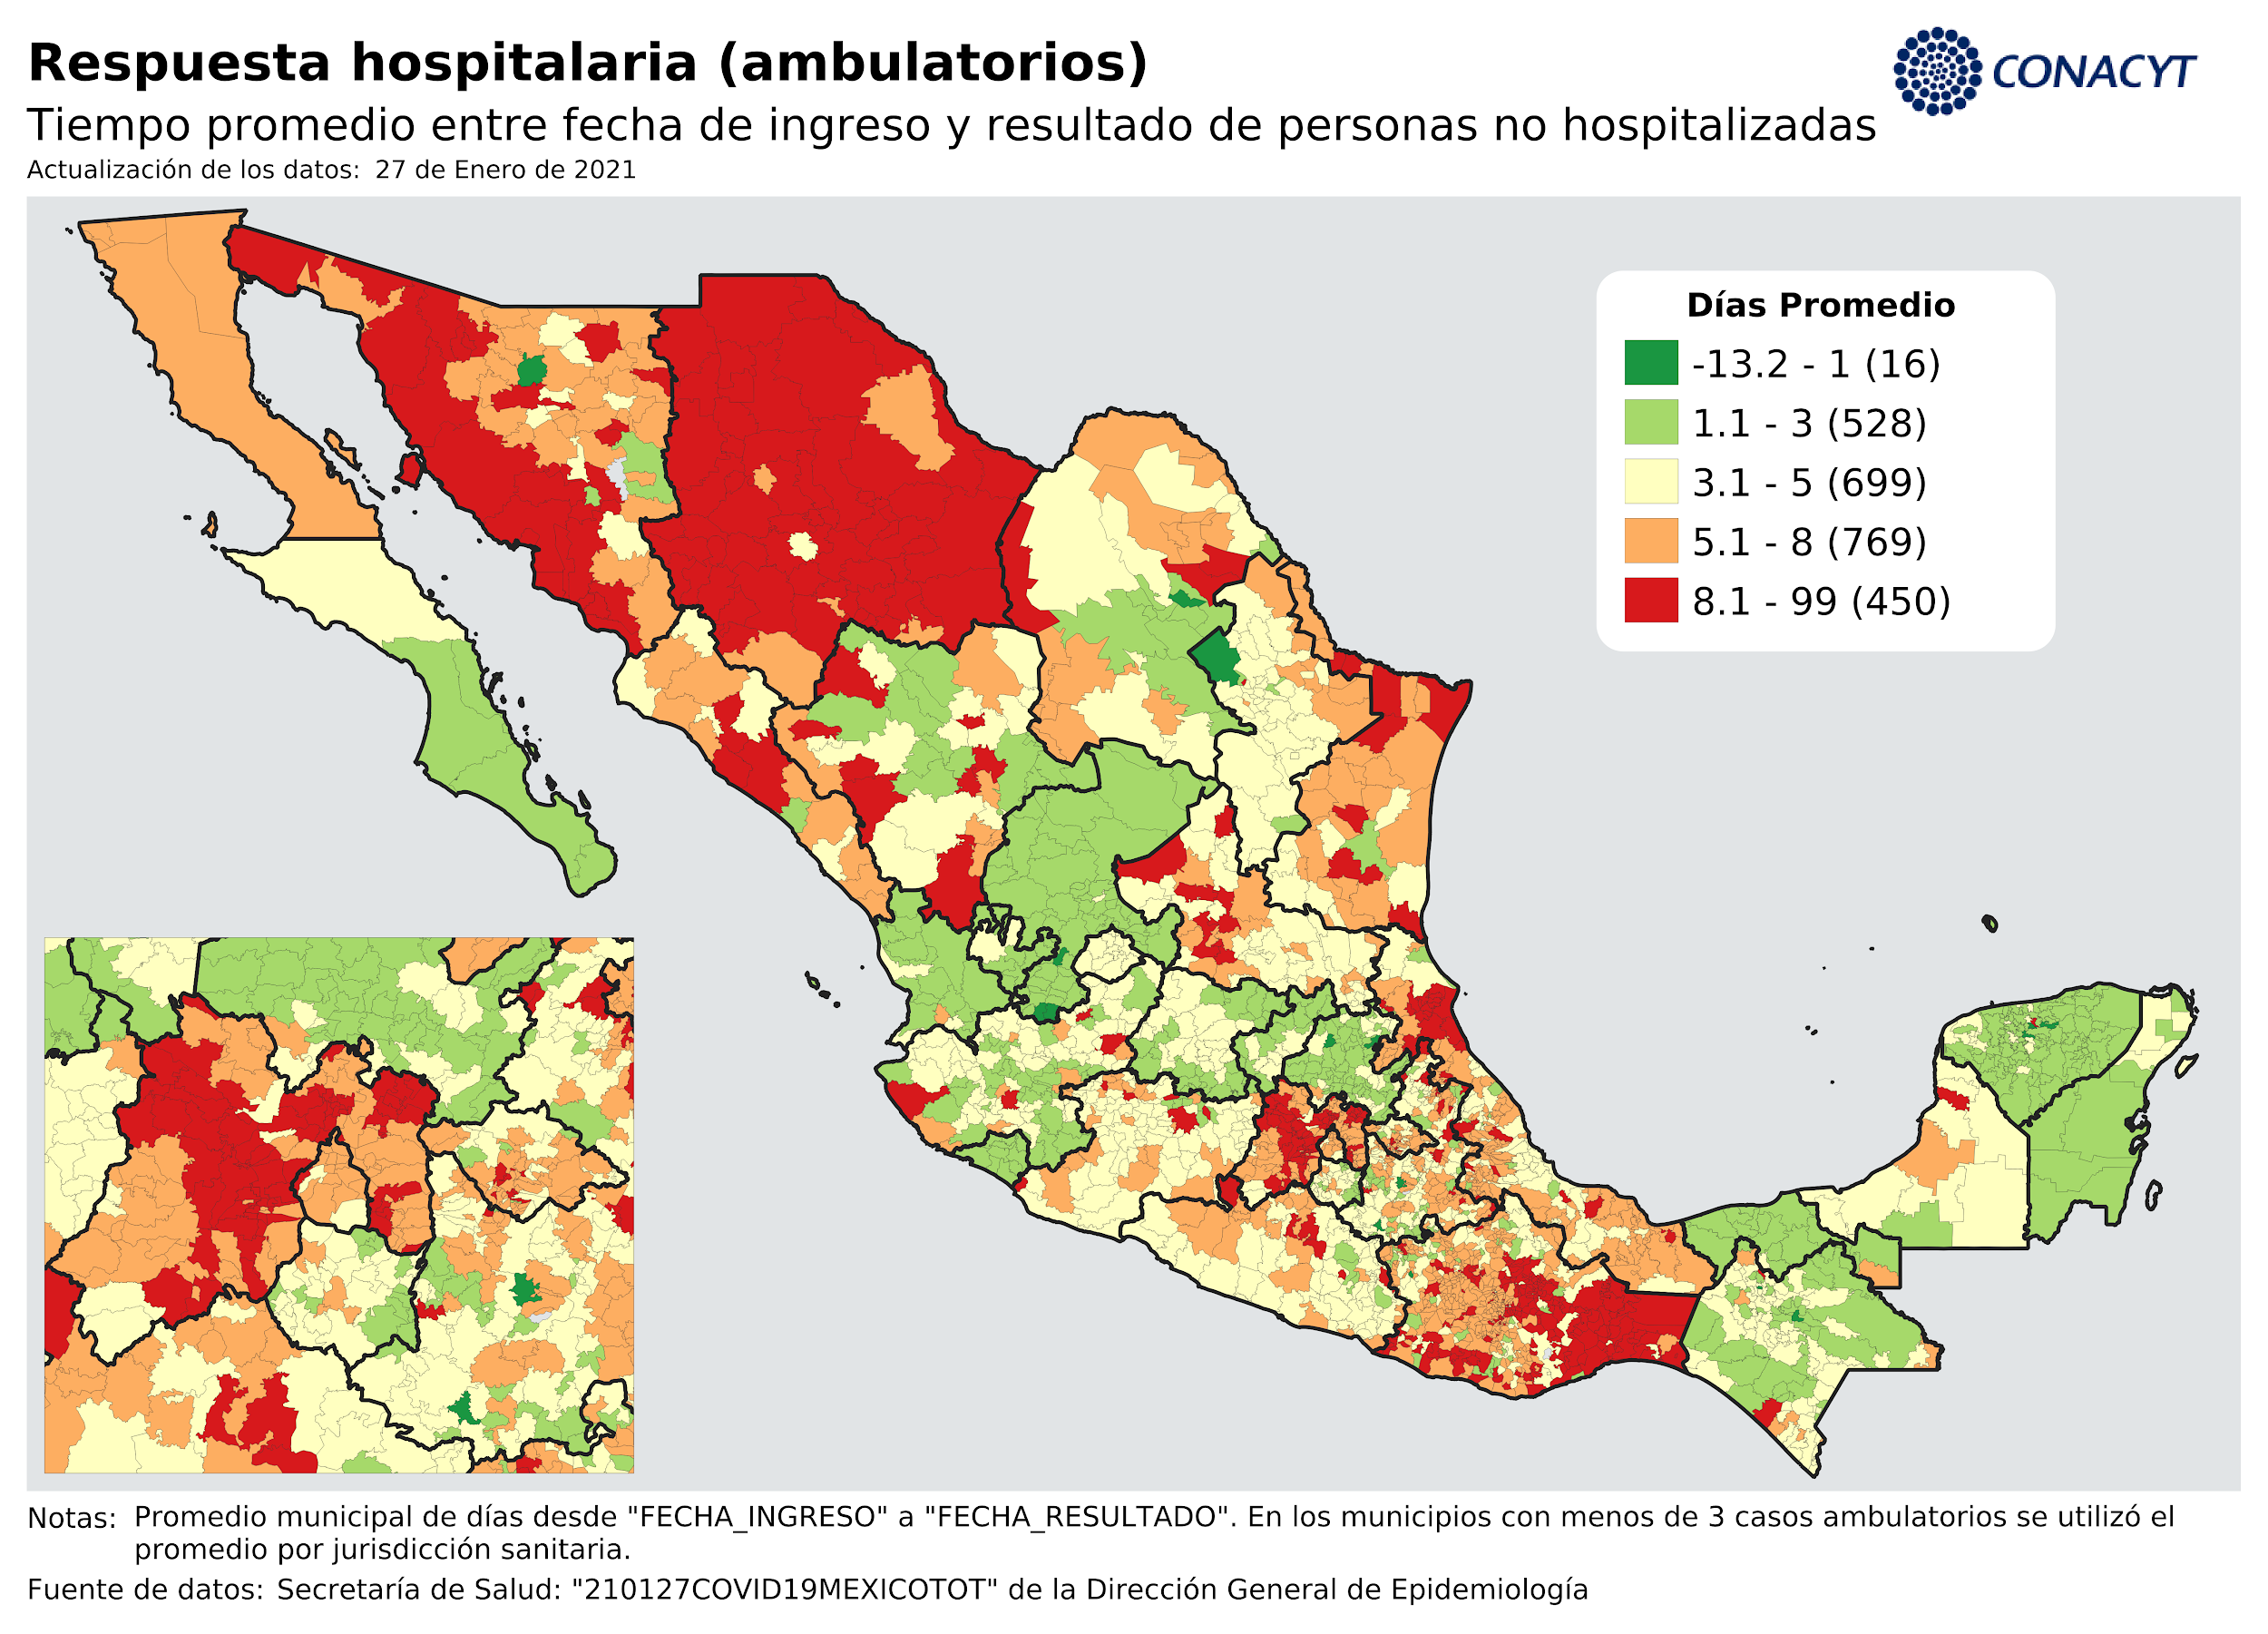 Respuesta hospitalaria (ambulatorios)
CONACYT
Tiempo promedio entre fecha de ingreso y resultado de personas no hospitalizadas
Actualización de los datos: 27 de Enero de 2021
Días Promedio
-13.2 - 1 (16)
1.1 - 3 (528)
3.1 - 5 (699)
5.1 - 8 (769)
8.1 - 99 (450)
Notas: Promedio municipal de días desde "FECHA_INGRESO" a "FECHA_RESULTADO". En los municipios con menos de 3 casos ambulatorios se utilizó el
promedio por jurisdicción sanitaria.
Fuente de datos: Secretaría de Salud: "210127COVID19MEXICOTOT" de la Dirección General de Epidemiología